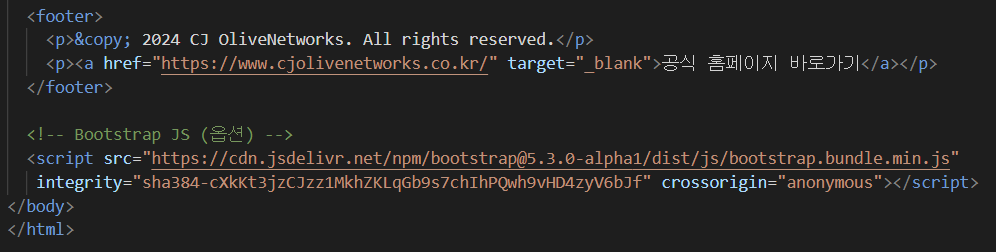 <footer>
<p>&copy; 2024 CJ OliveNetworks. All rights reserved.</p>
<p><a href="https://www.cjolivenetworks.co.kr/" target="_blank">공식 홈페이지 바로가기</a></p>
</footer>
<!-- Bootstrap JS (옵션) -->
<script src="https://cdn.jsdelivr.net/npm/bootstrap@5.3.0-alpha1/dist/js/bootstrap.bundle.min.js"
integrity="sha384-cXkKt3jzCJzz1MkhZKLqGb9s7chIhPQwh9vHD4zyV6bJf" crossorigin="anonymous"></script>
</body>
</html>